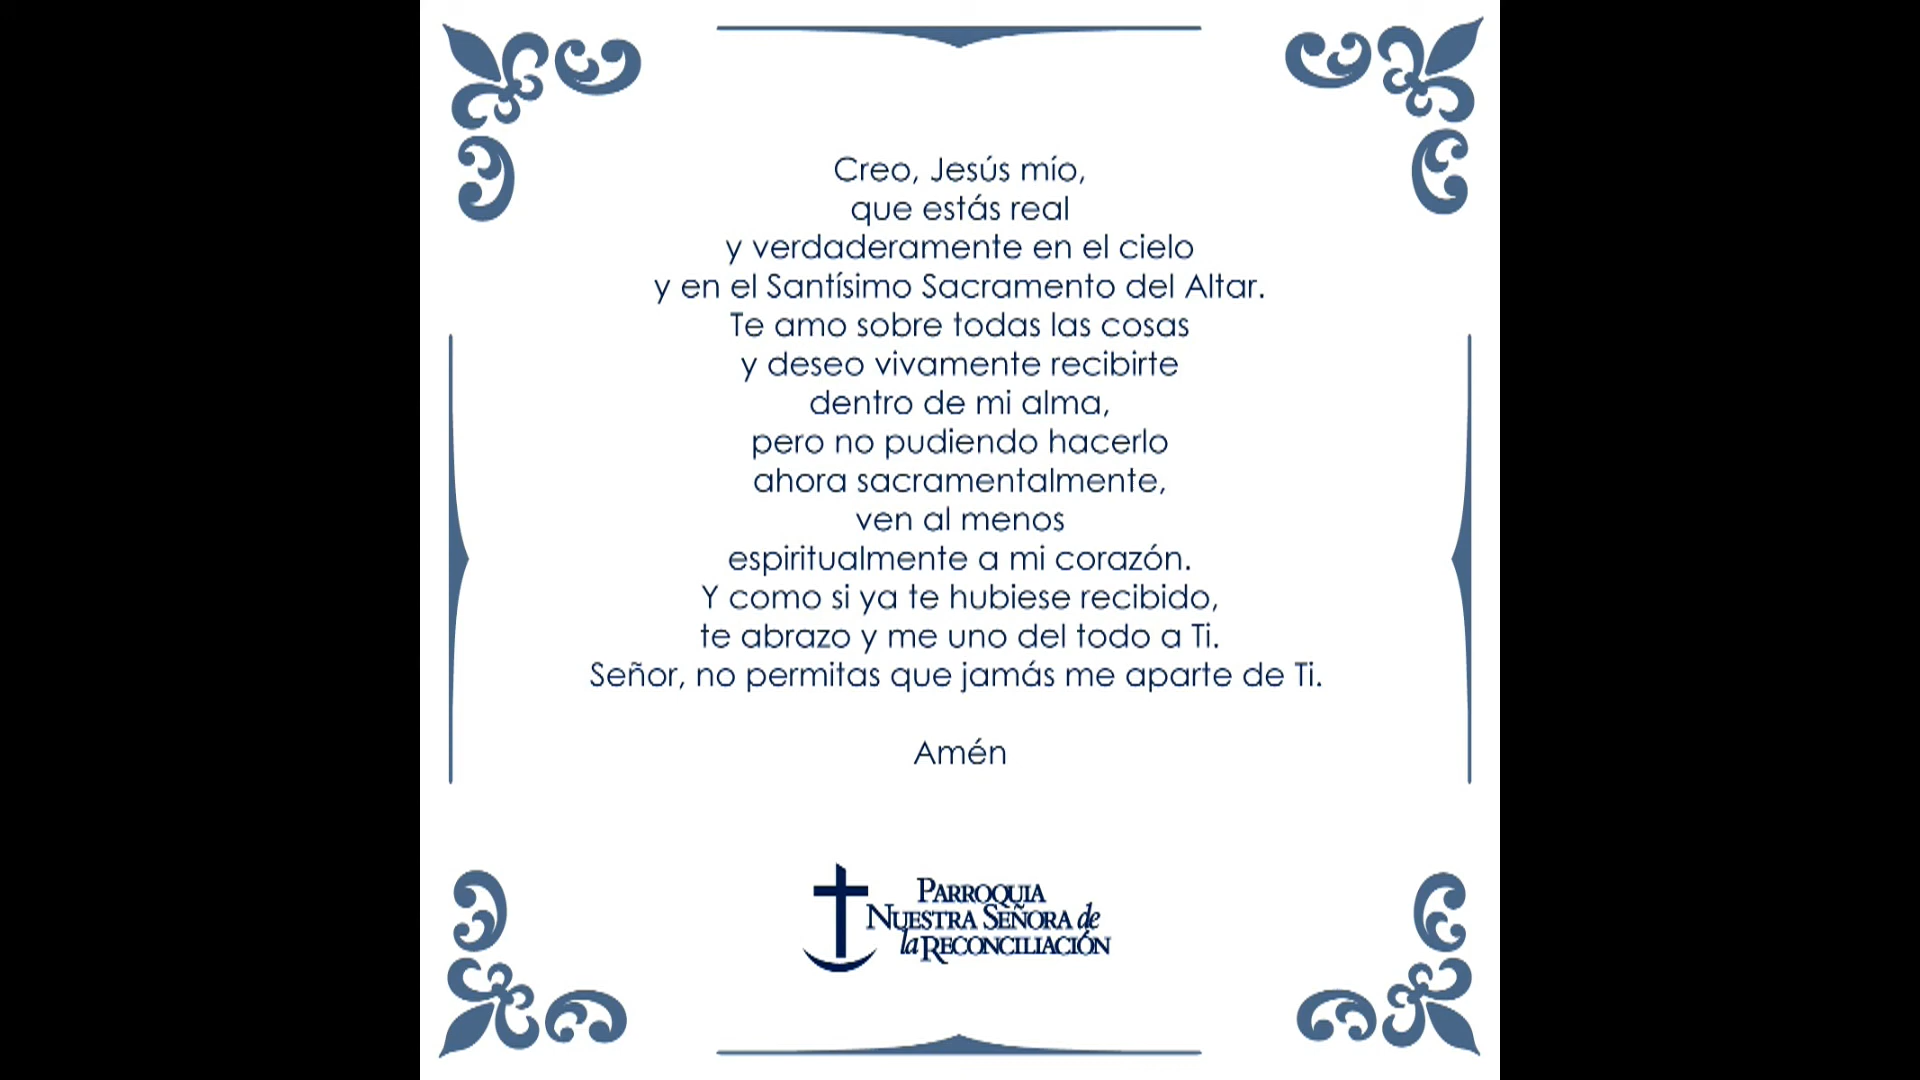 Creo, Jesús mío,
que estás real
y verdaderamente en el cielo
y en el Santísimo Sacramento del Altar.
Te amo sobre todas las cosas
y deseo vivamente recibirte
dentro de mi alma,
pero no pudiendo hacerlo
ahora sacramentalmente,
ven al menos
espiritualmente a mi corazón.
Y como si ya te hubiese recibido,
te abrazo y me uno del todo a Ti.
Señor, no permitas que jamás me aparte de Ti.
Amén
PARROQUIA
NUESTRA SEÑORA de
la RECONCILIACIÓN